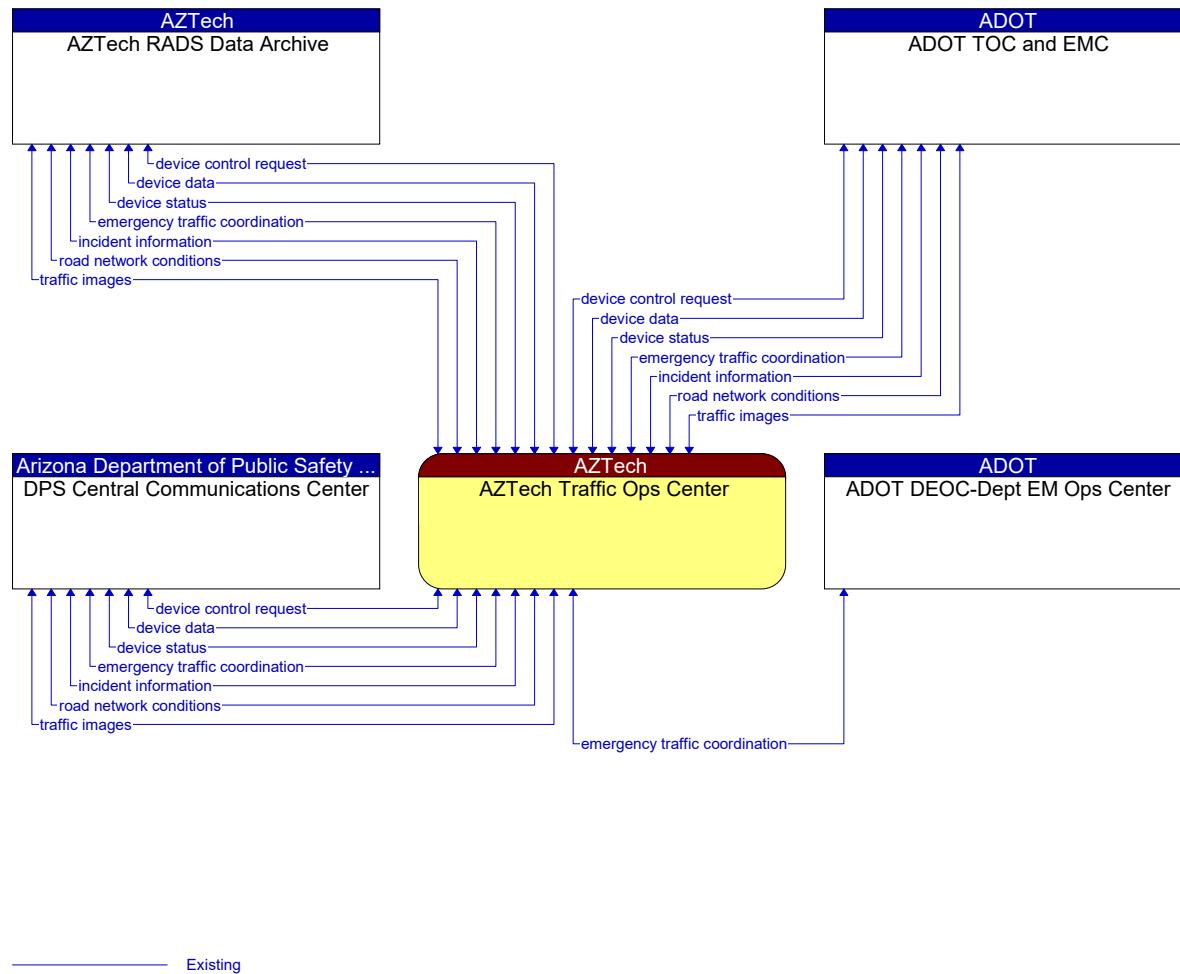 AZTech
AZTech RADS Data Archive
ADOT
ADOT TOC and EMC
device control request
device data
device status
emergency traffic coordination
incident information
road network conditions
traffic images
device control request
device data
device status
emergency traffic coordination
incident information
road network conditions
traffic images
Arizona Department of Public Safety ...
DPS Central Communications Center
AZTech
AZTech Traffic Ops Center
ADOT
ADOT DEOC-Dept EM Ops Center
device control request
device data
device status
emergency traffic coordination
incident information
road network conditions
traffic images
emergency traffic coordination
Existing